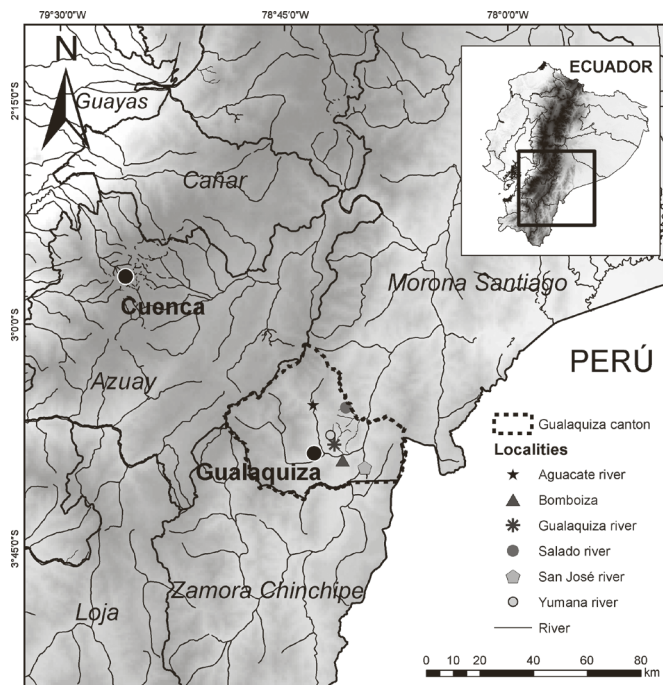 79°30'0"W 78°45'0"W 78°0'0"W
N
ECUADOR
2°15'0"S
Guayas
Cañar
Morona Santiago
Cuenca
3°0'0"S
PERÚ
Azuay
Gualaquiza canton
Localities
Gualaquiza
Aguacate river
Bomboiza
Gualaquiza river
3°45'0"S
Salado river
San José river
Zamora Chinchipe
Yumana river
Loja
River
0 10 20 40 60 80
km